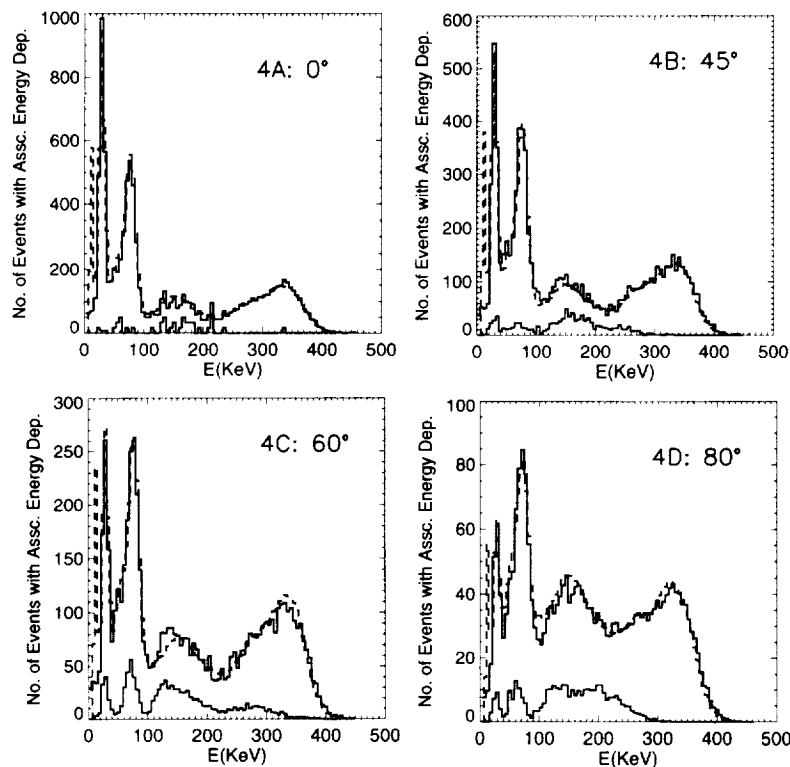 No. of Events with Assc. Energy Dep.
1000
800
600
400
200
0
4A: 0°
0 100 200 300 400 500
E(KeV)
No. of Events with Assc. Energy Dep.
600
500
400
300
200
100
0
4B: 45°
0 100 200 300 400 500
E(KeV)
No. of Events with Assc. Energy Dep.
300
250
200
150
100
50
0
4C: 60°
0 100 200 300 400 500
E(KeV)
No. of Events with Assc. Energy Dep.
100
80
60
40
20
0
4D: 80°
0 100 200 300 400 500
E(KeV)